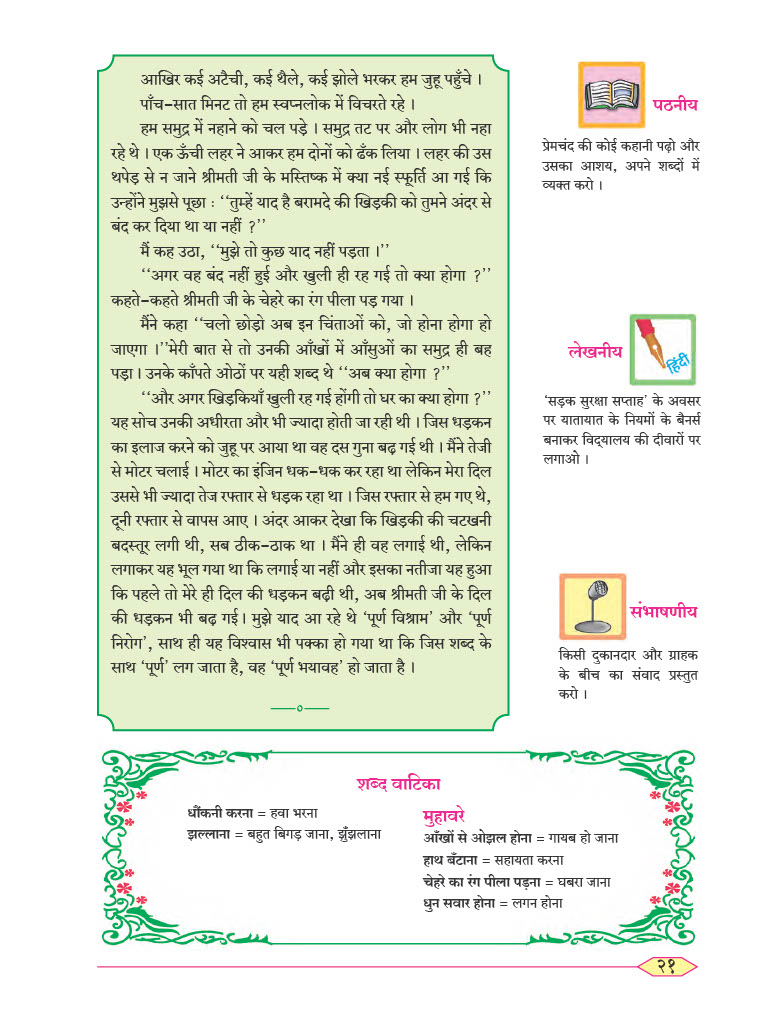 आखिर कई अटैची, कई थैले, कई झोले भरकर हम जुहू पहुँचे ।
पाँच-सात मिनट तो हम स्वप्नलोक में विचरते रहे ।
हम समुद्र में नहाने को चल पड़े । समुद्र तट पर और लोग भी नहा
रहे थे । एक ऊँची लहर ने आकर हम दोनों को ढँक लिया । लहर की उस
थपेड़ से न जाने श्रीमती जी के मस्तिष्क में क्या नई स्फूर्ति आ गई कि
उन्होंने मुझसे पूछा : ‘‘तुम्हें याद है बरामदे की खिड़की को तुमने अंदर से
बंद कर दिया था या नहीं ?’’
मैं कह उठा, ‘‘मुझे तो कुछ याद नहीं पड़ता ।’’
‘‘अगर वह बंद नहीं हुई और खुली ही रह गई तो क्या होगा ?’’
कहते-कहते श्रीमती जी के चेहरे का रंग पीला पड़ गया ।
मैंने कहा ‘‘चलो छोड़ो अब इन चिंताओं को, जो होना होगा हो
जाएगा ।’’मेरी बात से तो उनकी आँखों में आँसुओं का समुद्र ही बह
पड़ा । उनके काँपते ओठों पर यही शब्द थे ‘‘अब क्या होगा ?’’
‘‘और अगर खिड़कियाँ खुली रह गई होंगी तो घर का क्या होगा ?’’
यह सोच उनकी अधीरता और भी ज्यादा होती जा रही थी । जिस धड़कन
का इलाज करने को जुहू पर आया था वह दस गुना बढ़ गई थी । मैंने तेजी
से मोटर चलाई । मोटर का इंजिन धक-धक कर रहा था लेकिन मेरा दिल
उससे भी ज्यादा तेज रफ्तार से धड़क रहा था । जिस रफ्तार से हम गए थे,
दूनी रफ्तार से वापस आए । अंदर आकर देखा कि खिड़की की चटखनी
बदस्तूर लगी थी, सब ठीक-ठाक था । मैंने ही वह लगाई थी, लेकिन
लगाकर यह भूल गया था कि लगाई या नहीं और इसका नतीजा यह हुआ
कि पहले तो मेरे ही दिल की धड़कन बढ़ी थी, अब श्रीमती जी के दिल
की धड़कन भी बढ़ गई । मुझे याद आ रहे थे ‘पूर्ण विश्राम’ और ‘पूर्ण
निरोग’, साथ ही यह विश्वास भी पक्का हो गया था कि जिस शब्द के
साथ ‘पूर्ण’ लग जाता है, वह ‘पूर्ण भयावह’ हो जाता है ।
पठनीय
प्रेमचंद की कोई कहानी पढ़ो और
उसका आशय, अपने शब्दों में
व्यक्त करो ।
लेखनीय
हिंदी
‘सड़क सुरक्षा सप्ताह’ के अवसर
पर यातायात के नियमों के बैनर्स
बनाकर विद्यालय की दीवारों पर
लगाओ ।
संभाषणीय
किसी दुकानदार और ग्राहक
के बीच का संवाद प्रस्तुत
करो ।
शब्द वाटिका
धौंकनी करना = हवा भरना
झल्लाना = बहुत बिगड़ जाना, झुँझलाना
मुहावरे
आँखों से ओझल होना = गायब हो जाना
हाथ बँटाना = सहायता करना
चेहरे का रंग पीला पड़ना = घबरा जाना
धुन सवार होना = लगन होना
२१